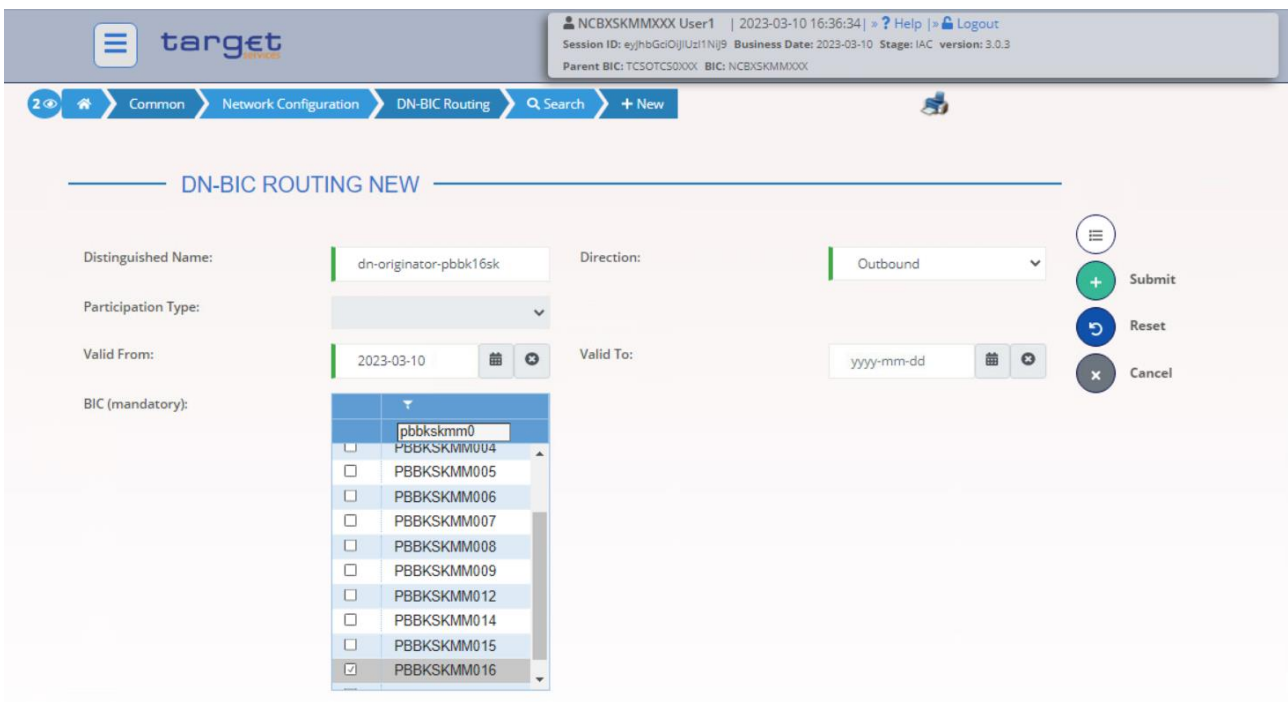 NCBXSKMMXXX User1 | 2023-03-10 16:36:34| » ? Help |» Logout
Session ID: eyJhbGciOiJIUzI1NiJ9 Business Date: 2023-03-10 Stage: IAC version: 3.0.3
Parent BIC: TCSOTCS0XXX BIC: NCBXSKMMXXX
target
services
2 Common Network Configuration DN-BIC Routing Search + New
DN-BIC ROUTING NEW
Distinguished Name: dn-originator-pbbk16sk Direction: Outbound
Submit
Participation Type:
Reset
Valid From: 2023-03-10 Valid To: yyyy-mm-dd
Cancel
BIC (mandatory):
pbbkskmm0
PBBKSKMM004
PBBKSKMM005
PBBKSKMM006
PBBKSKMM007
PBBKSKMM008
PBBKSKMM009
PBBKSKMM012
PBBKSKMM014
PBBKSKMM015
PBBKSKMM016